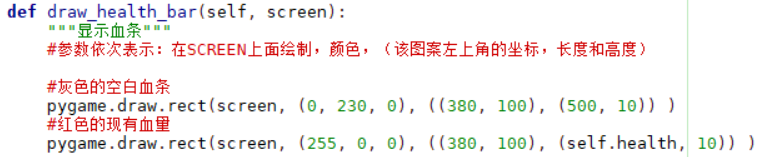 def draw_health_bar(self, screen):
    """显示血条"""
    #参数依次表示：在SCREEN上面绘制，颜色，（该图案左上角的坐标，长度和高度）
    #灰色的空白血条
    pygame.draw.rect(screen, (0, 230, 0), ((380, 100), (500, 10)) )
    #红色的现有血量
    pygame.draw.rect(screen, (255, 0, 0), ((380, 100), (self.health, 10)) )